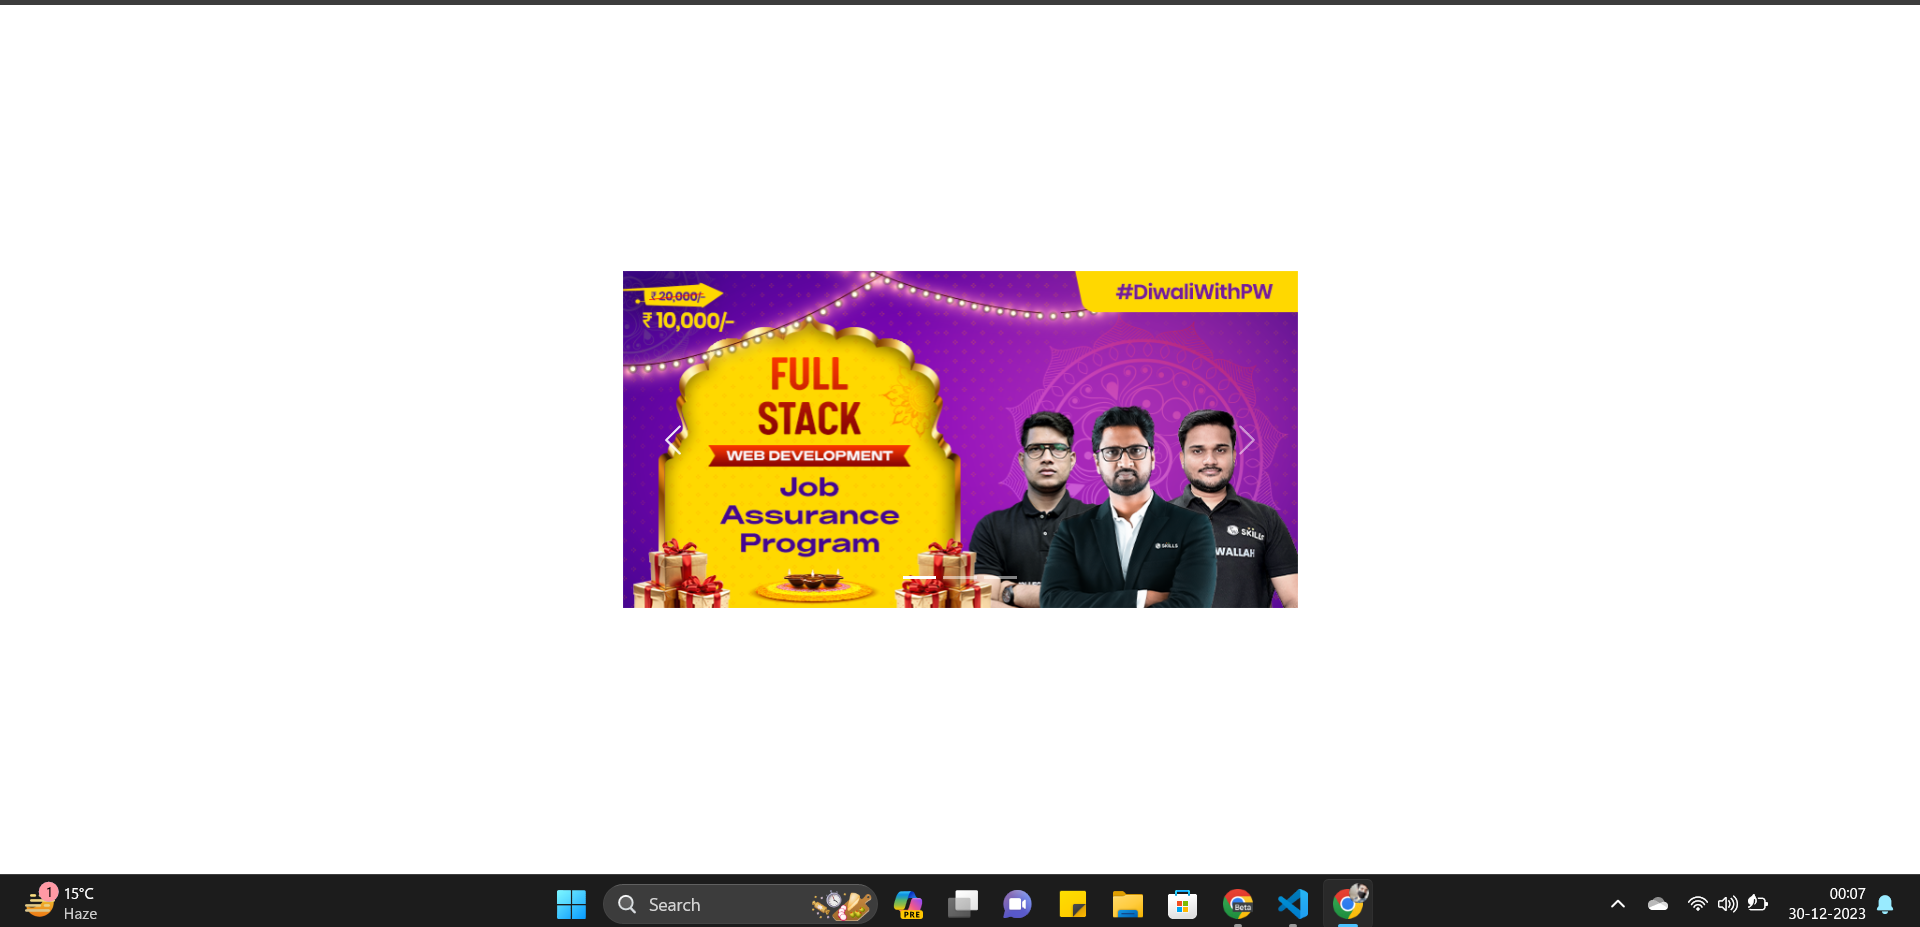 ₹ 20,000/-
₹ 10,000/-
#DiwaliWithPW
FULL
STACK
WEB DEVELOPMENT
Job
Assurance
Program
SKILLS
SKILLS
WALLAH
1
15°C
Haze
Search
PRE
Beta
00:07
30-12-2023